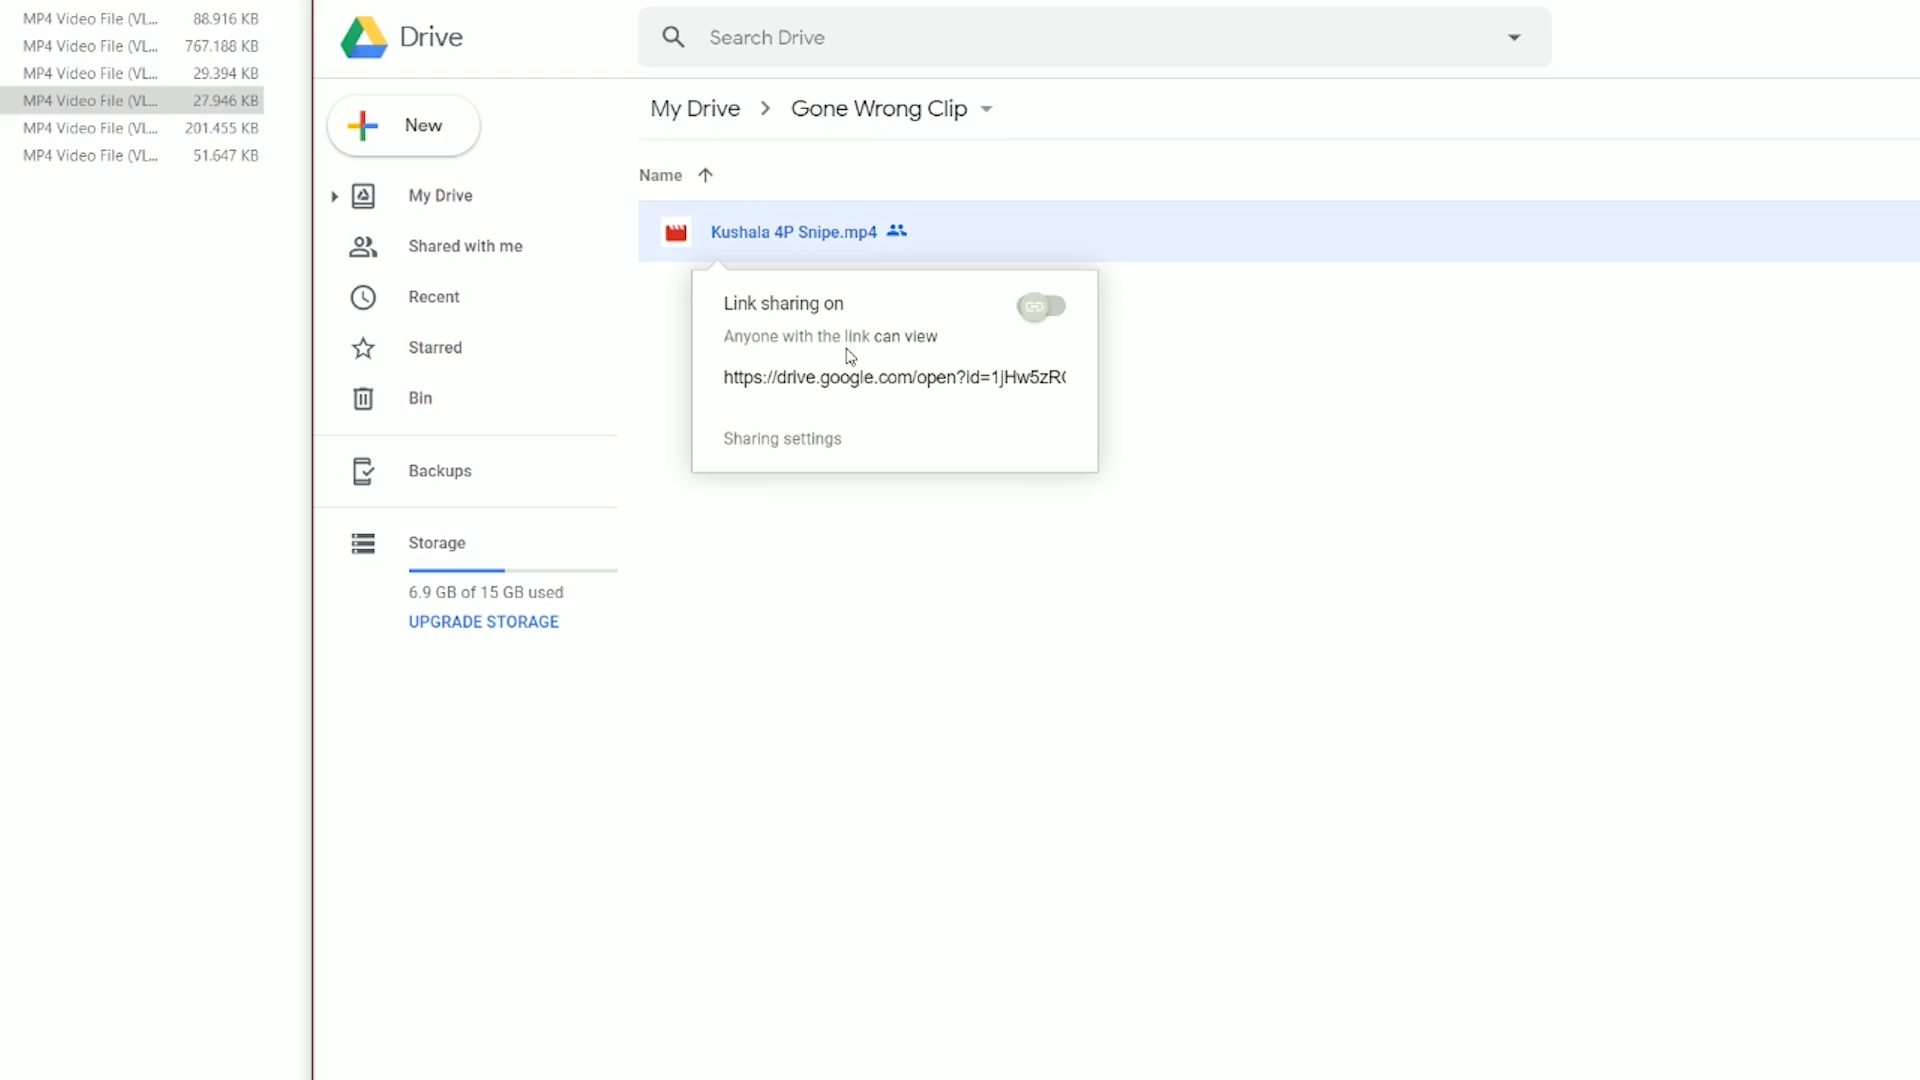 MP4 Video File (VL... 88.916 KB
MP4 Video File (VL... 767.188 KB
MP4 Video File (VL... 29.394 KB
MP4 Video File (VL... 27.946 KB
MP4 Video File (VL... 201.455 KB
MP4 Video File (VL... 51.647 KB
Drive
Search Drive
New
My Drive
Shared with me
Recent
Starred
Bin
Backups
Storage
6.9 GB of 15 GB used
UPGRADE STORAGE
My Drive > Gone Wrong Clip
Name
Kushala 4P Snipe.mp4
Link sharing on
Anyone with the link can view
https://drive.google.com/open?id=1jHw5zR
Sharing settings